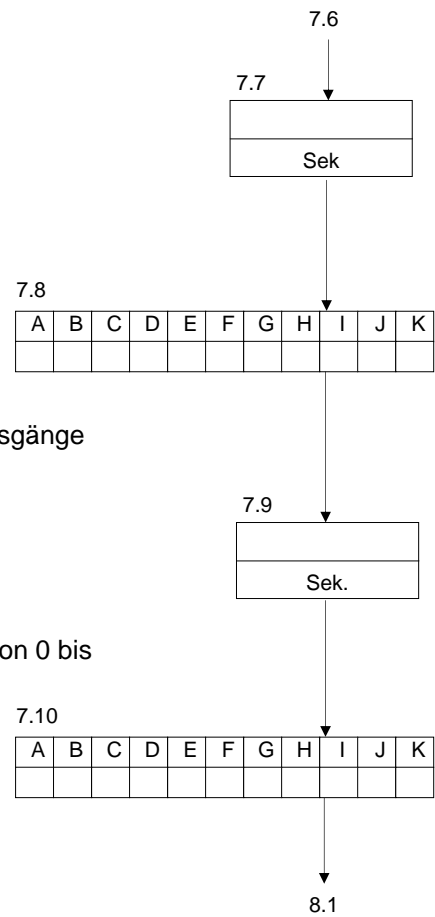 7.6
7.7
Sek
7.8
A B C D E F G H I J K
sgänge
7.9
Sek.
on 0 bis
7.10
A B C D E F G H I J K
8.1